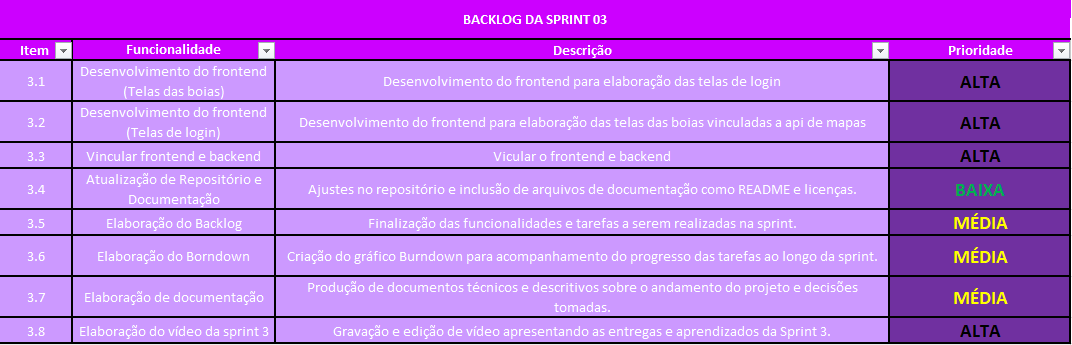 BACKLOG DA SPRINT 03
Item Funcionalidade Descrição Prioridade
3.1 Desenvolvimento do frontend
(Telas das boias) Desenvolvimento do frontend para elaboração das telas de login ALTA
3.2 Desenvolvimento do frontend
(Telas de login) Desenvolvimento do frontend para elaboração das telas das boias vinculadas a api de mapas ALTA
3.3 Vincular frontend e backend Vicular o frontend e backend ALTA
3.4 Atualização de Repositório e
Documentação Ajustes no repositório e inclusão de arquivos de documentação como README e licenças. BAIXA
3.5 Elaboração do Backlog Finalização das funcionalidades e tarefas a serem realizadas na sprint. MÉDIA
3.6 Elaboração do Borndown Criação do gráfico Burndown para acompanhamento do progresso das tarefas ao longo da sprint. MÉDIA
3.7 Elaboração de documentação Produção de documentos técnicos e descritivos sobre o andamento do projeto e decisões
tomadas. MÉDIA
3.8 Elaboração do vídeo da sprint 3 Gravação e edição de vídeo apresentando as entregas e aprendizados da Sprint 3. ALTA